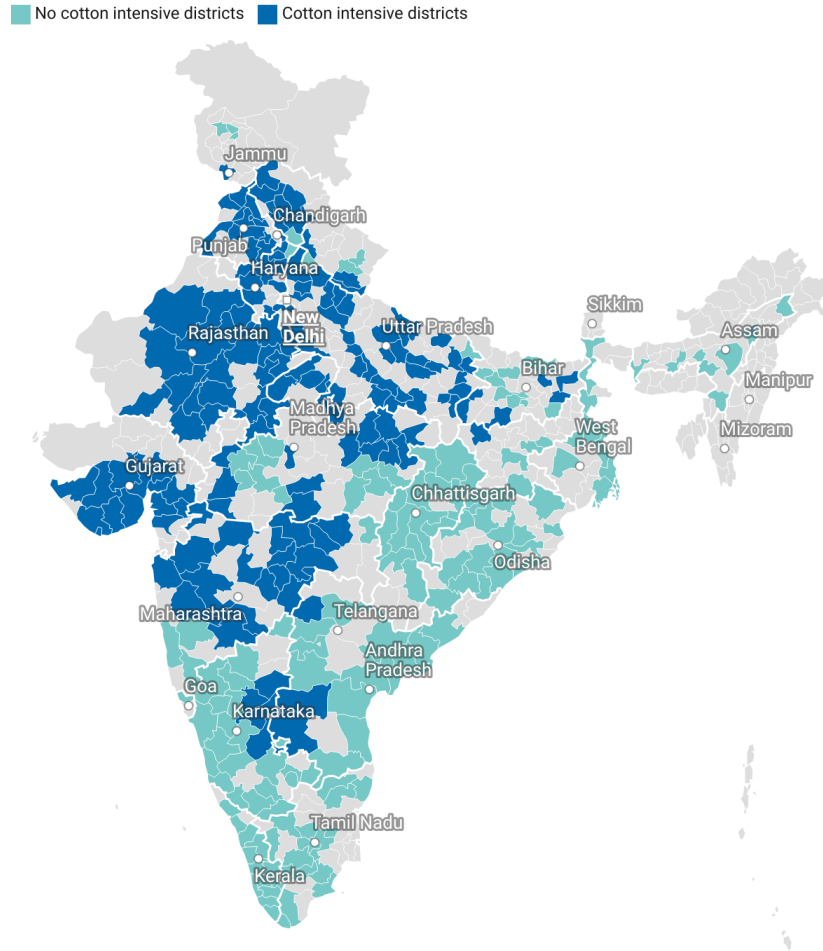 No cotton intensive districts
Cotton intensive districts
Jammu
Chandigarh
Punjab
Haryana
New
Delhi
Rajasthan
Uttar Pradesh
Sikkim
Assam
Bihar
Manipur
Madhya
Pradesh
West
Bengal
Mizoram
Gujarat
Chhattisgarh
Odisha
Maharashtra
Telangana
Andhra
Pradesh
Goa
Karnataka
Tamil Nadu
Kerala